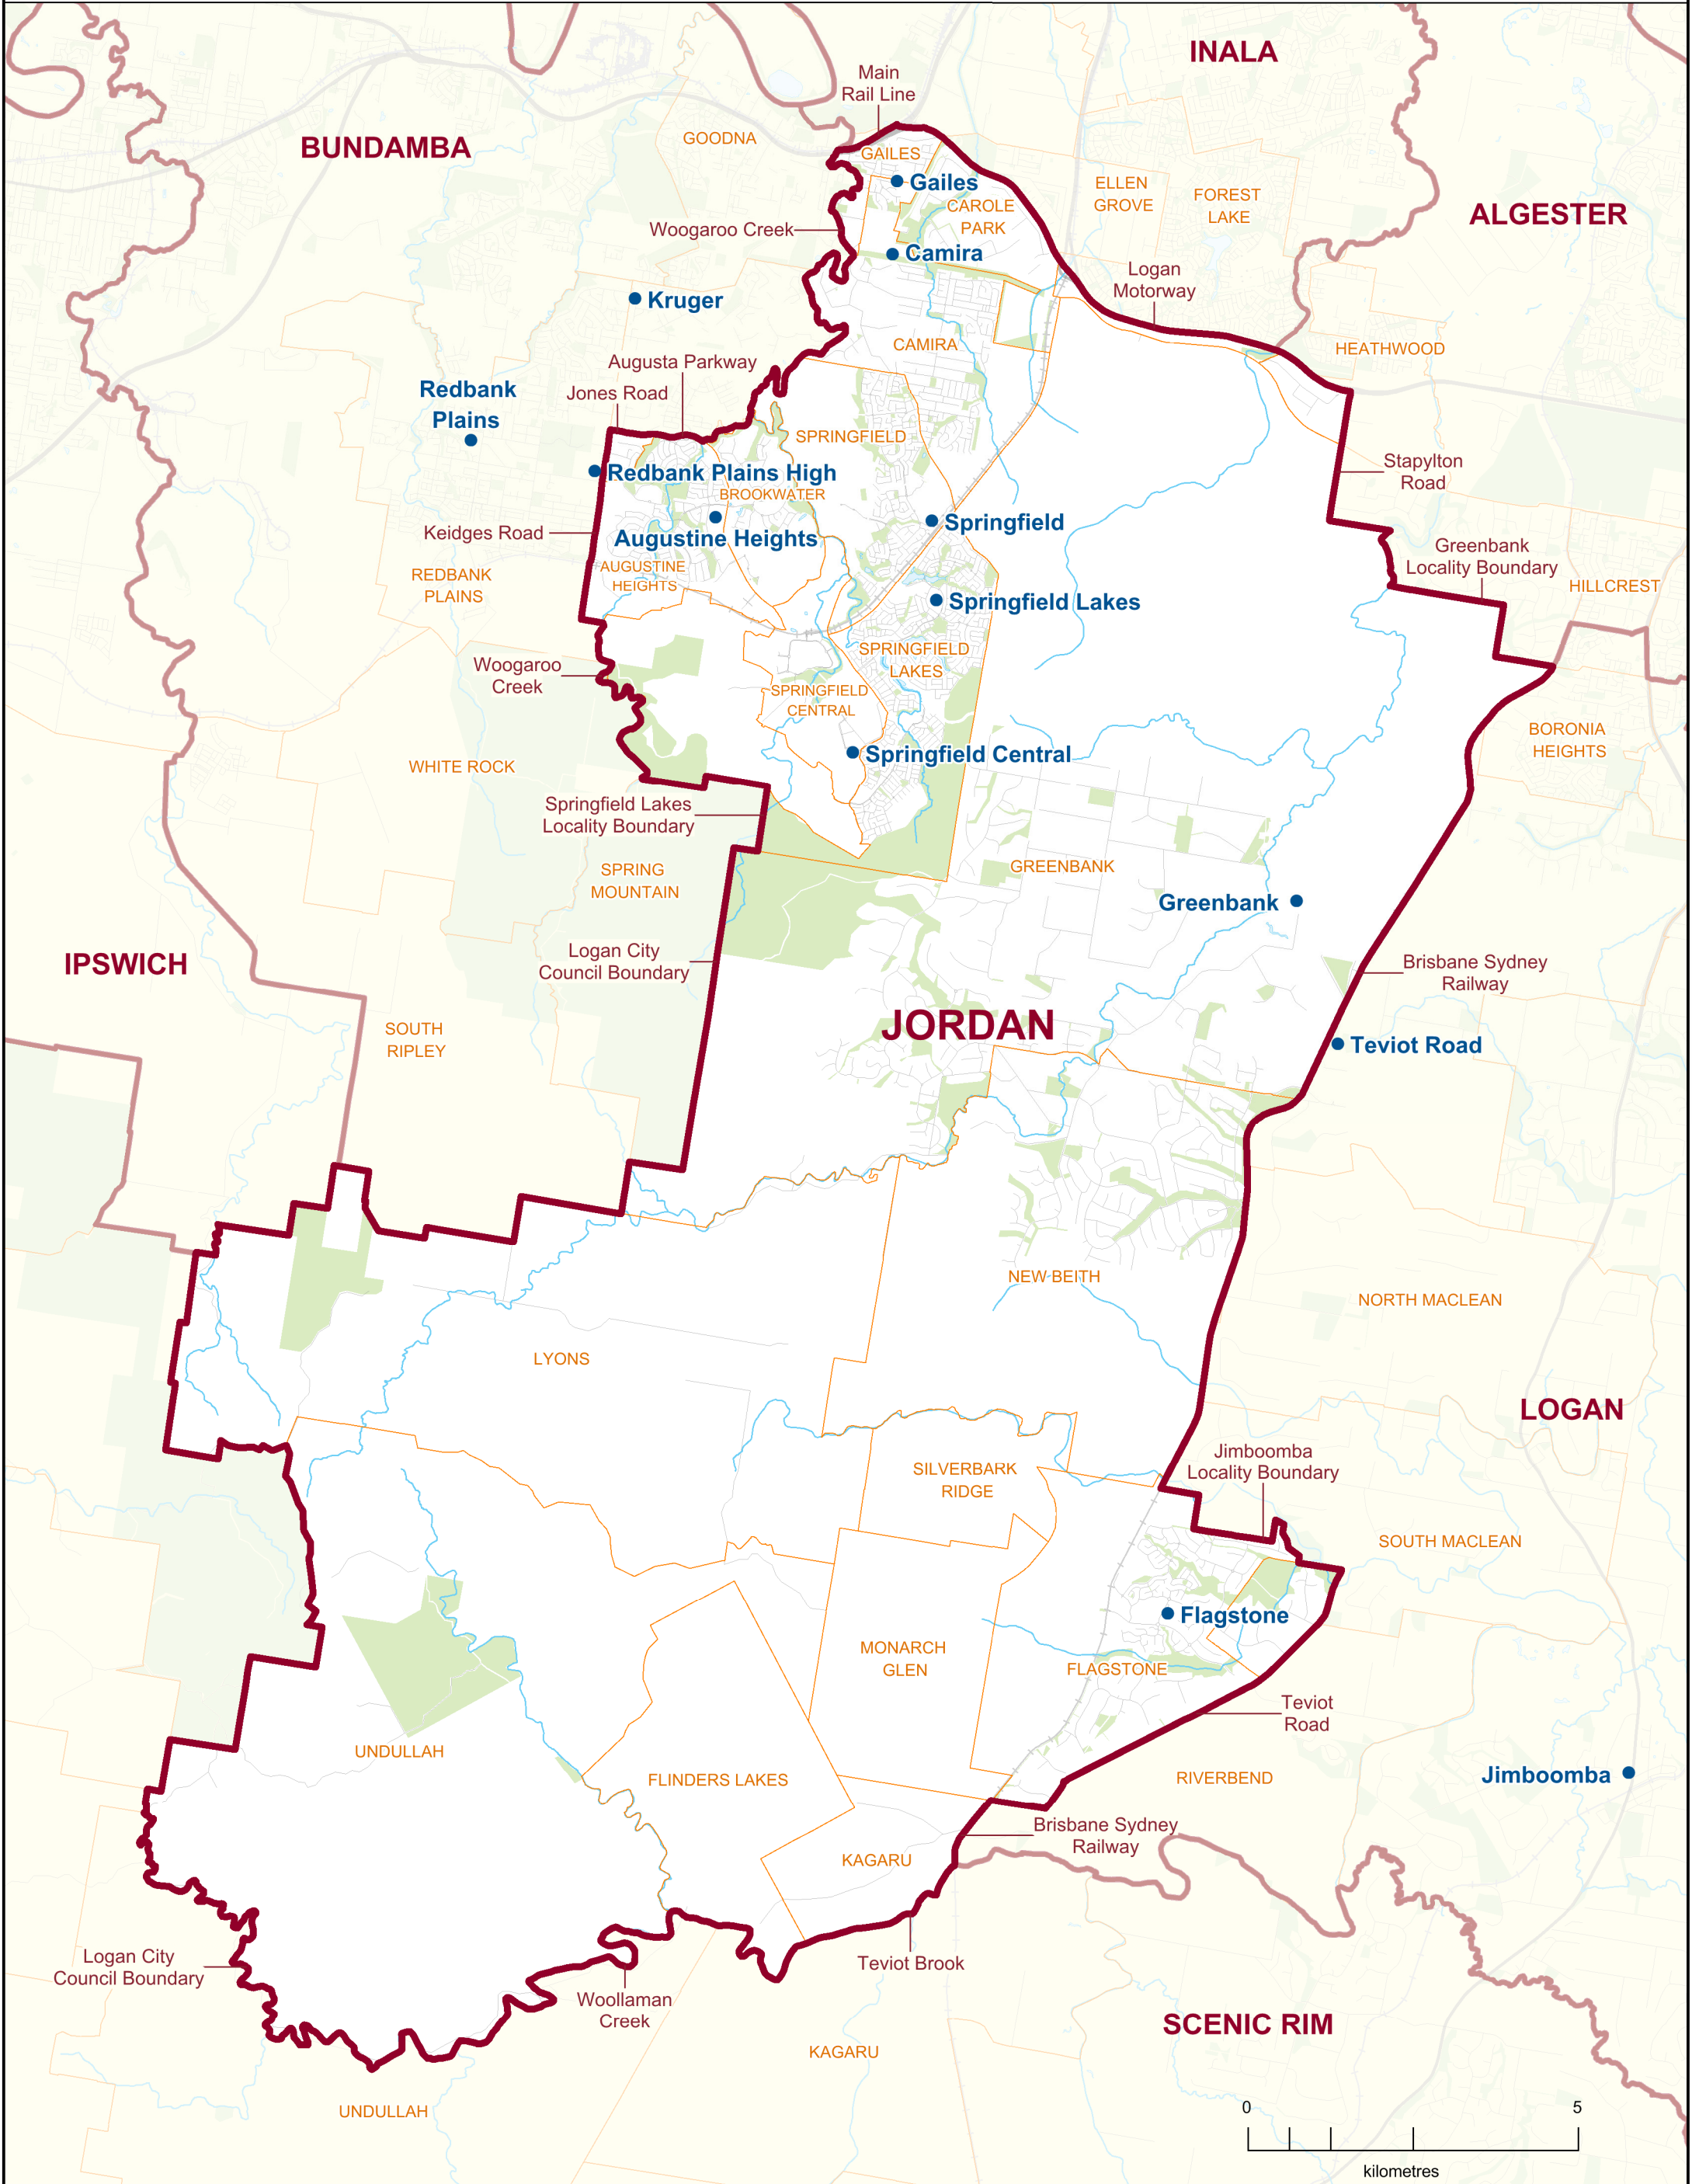 INALA
Main
Rail Line
BUNDAMBA
GOODNA
GAILES
Gailes
ELLEN
GROVE
FOREST
LAKE
CAROLE
PARK
ALGESTER
Woogaroo Creek
Camira
Logan
Motorway
Kruger
CAMIRA
HEATHWOOD
Augusta Parkway
Jones Road
Redbank
Plains
SPRINGFIELD
Stapylton
Road
Redbank Plains High
BROOKWATER
Springfield
Keidges Road
Augustine Heights
Greenbank
Locality Boundary
REDBANK
PLAINS
AUGUSTINE
HEIGHTS
HILLCREST
Springfield Lakes
SPRINGFIELD
LAKES
Woogaroo
Creek
SPRINGFIELD
CENTRAL
BORONIA
HEIGHTS
WHITE ROCK
Springfield Central
Springfield Lakes
Locality Boundary
SPRING
MOUNTAIN
GREENBANK
Greenbank
IPSWICH
Logan City
Council Boundary
Brisbane Sydney
Railway
SOUTH
RIPLEY
JORDAN
Teviot Road
NEW BEITH
NORTH MACLEAN
LYONS
LOGAN
SILVERBARK
RIDGE
Jimboomba
Locality Boundary
SOUTH MACLEAN
Flagstone
MONARCH
GLEN
FLAGSTONE
Teviot
Road
UNDULLAH
FLINDERS LAKES
RIVERBEND
Jimboomba
Brisbane Sydney
Railway
KAGARU
Logan City
Council Boundary
Teviot Brook
Woollaman
Creek
SCENIC RIM
KAGARU
UNDULLAH
0 5
kilometres